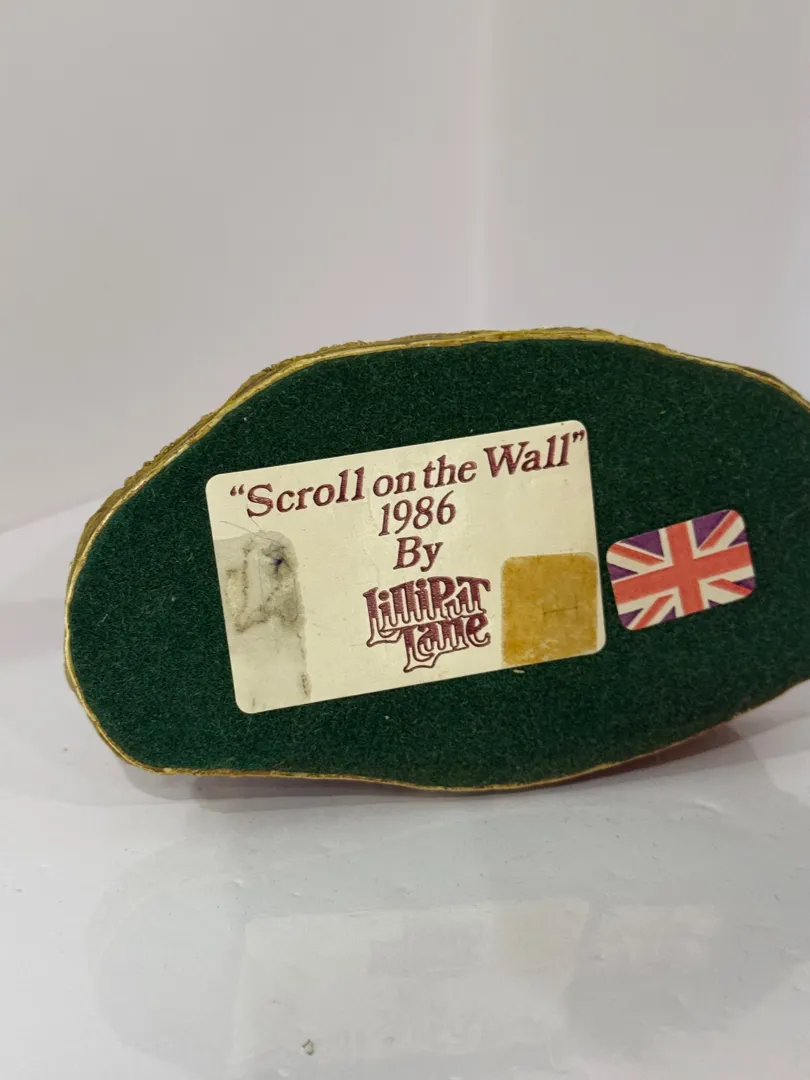 "Scroll on the Wall"
1986
By
Lilliput
Lane